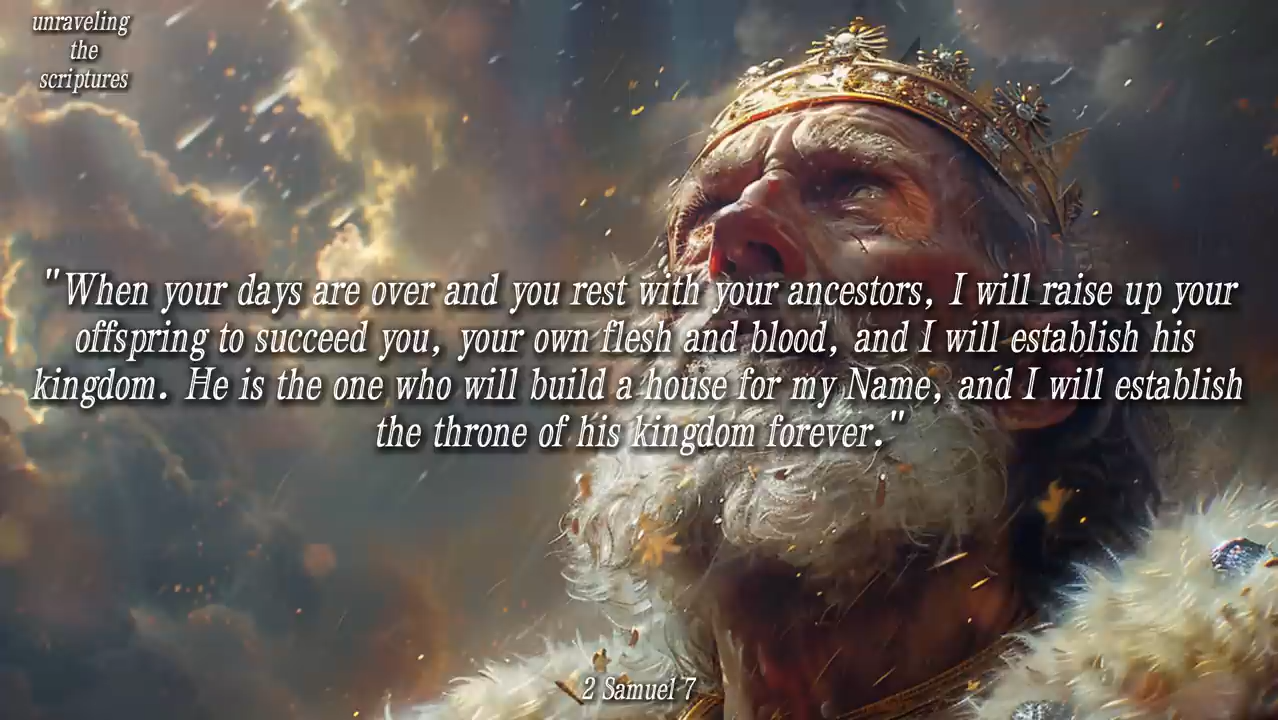 unraveling
the
scriptures
"When your days are over and you rest with your ancestors, I will raise up your
offspring to succeed you, your own flesh and blood, and I will establish his
kingdom. He is the one who will build a house for my Name, and I will establish
the throne of his kingdom forever."
2 Samuel 7